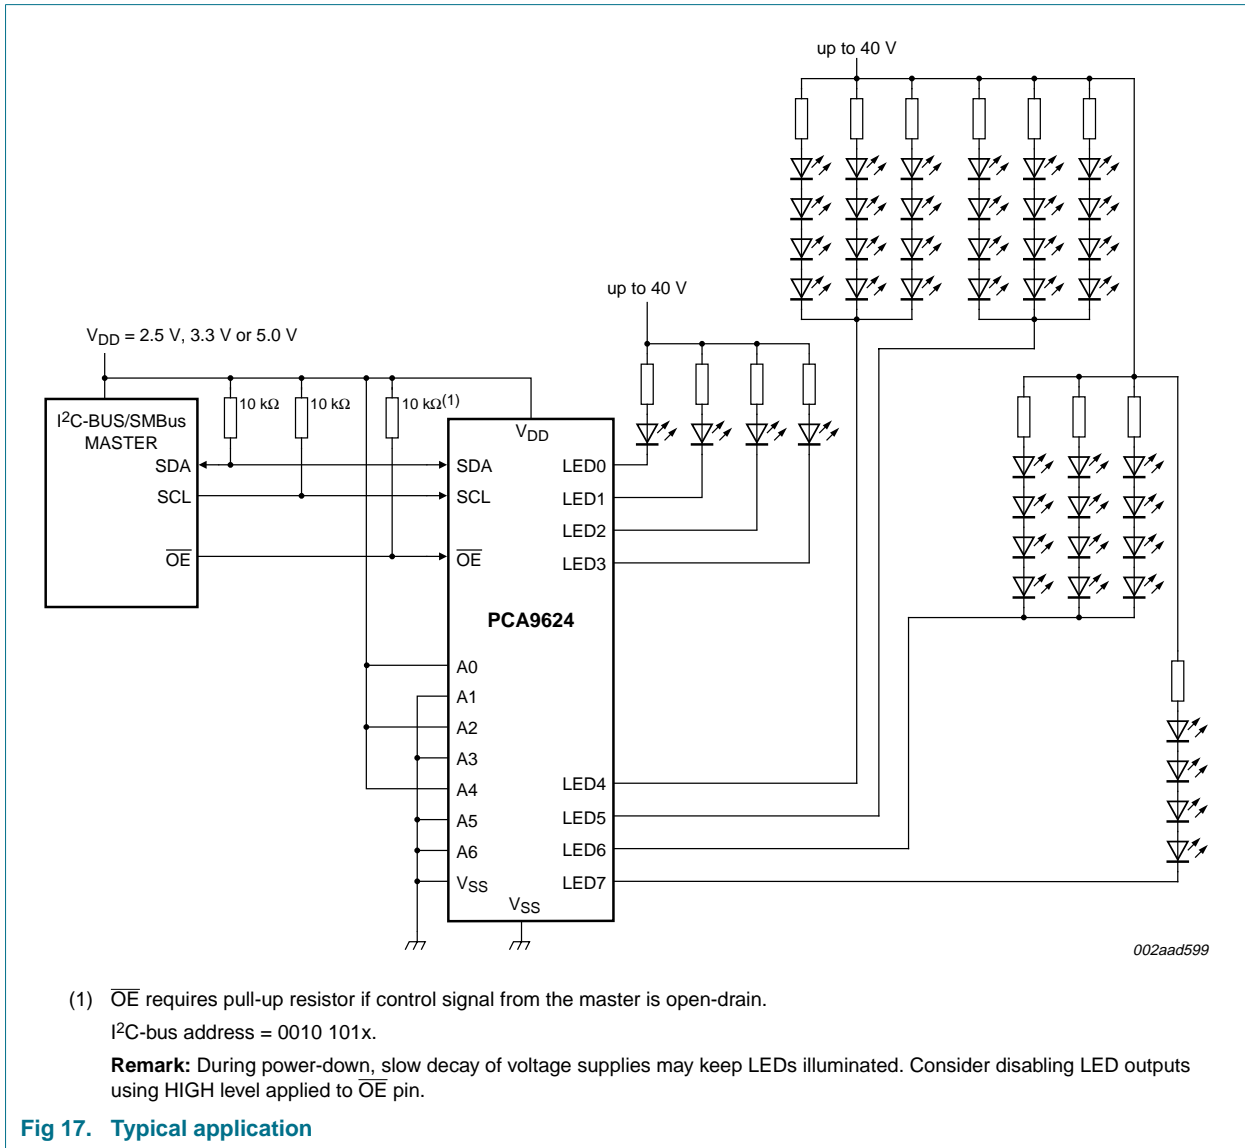 up to 40 V
up to 40 V
VDD = 2.5 V, 3.3 V or 5.0 V
10 kΩ
10 kΩ
10 kΩ(1)
I2C-BUS/SMBus
MASTER
SDA
SCL
OE
VDD
SDA
SCL
OE
LED0
LED1
LED2
LED3
PCA9624
A0
A1
A2
A3
A4
A5
A6
VSS
LED4
LED5
LED6
LED7
VSS
002aad599
(1) OE requires pull-up resistor if control signal from the master is open-drain.
I2C-bus address = 0010 101x.
Remark: During power-down, slow decay of voltage supplies may keep LEDs illuminated. Consider disabling LED outputs
using HIGH level applied to OE pin.
Fig 17. Typical application